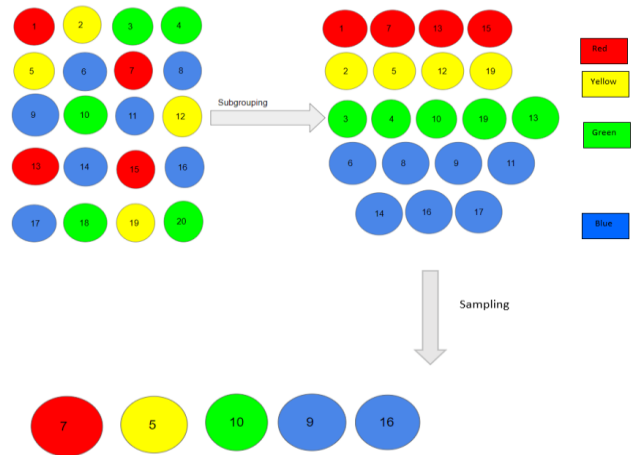 1 2 3 4
5 6 7 8
9 10 11 12
13 14 15 16
17 18 19 20
Subgrouping
1 7 13 15
2 5 12 19
3 4 10 19 13
6 8 9 11
14 16 17
Red
Yellow
Green
Blue
Sampling
7 5 10 9 16